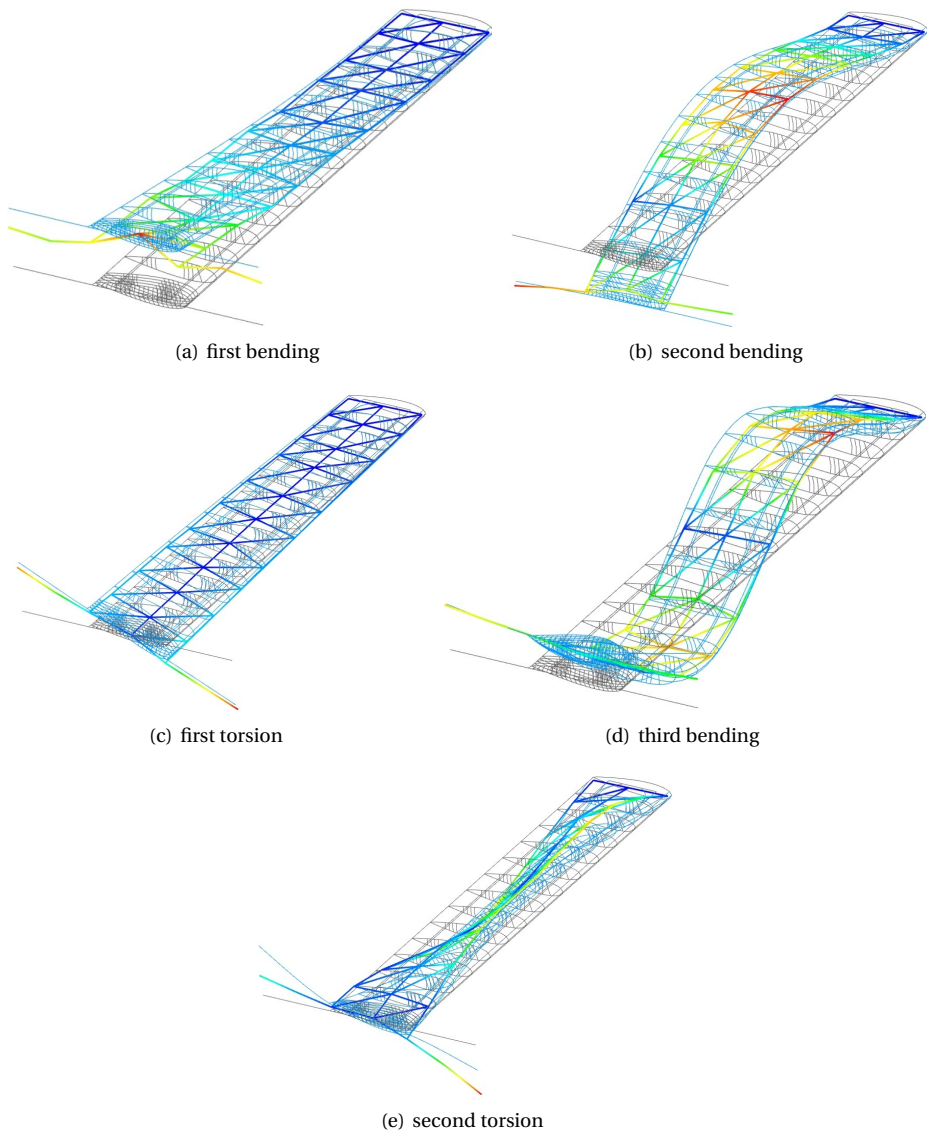 (a) first bending
(b) second bending
(c) first torsion
(d) third bending
(e) second torsion